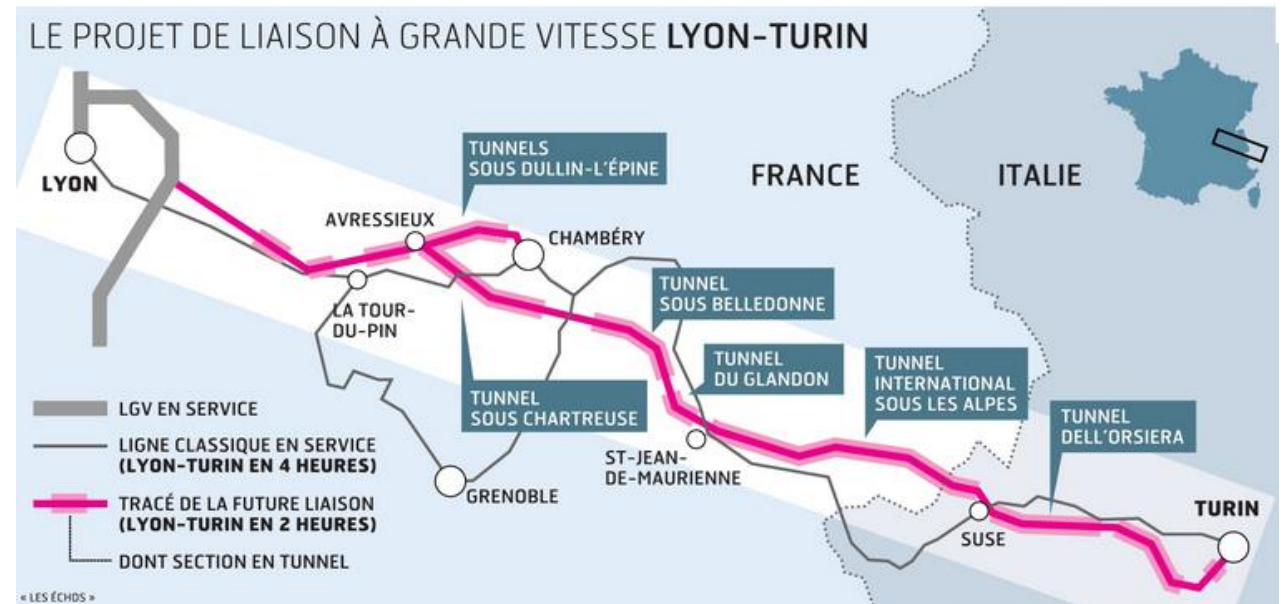 LE PROJET DE LIAISON À GRANDE VITESSE LYON-TURIN
LYON
TUNNELS
SOUS DULLIN-L'ÉPINE
FRANCE
ITALIE
AVRESSIEUX
CHAMBÉRY
LA TOUR-
DU-PIN
TUNNEL
SOUS BELLEDONNE
TUNNEL
DU GLANDON
TUNNEL
INTERNATIONAL
SOUS LES ALPES
TUNNEL
SOUS CHARTREUSE
TUNNEL
DELL'ORSIERA
ST-JEAN-
DE-MAURIENNE
GRENOBLE
SUSE
TURIN
LGV EN SERVICE
LIGNE CLASSIQUE EN SERVICE
(LYON-TURIN EN 4 HEURES)
TRACÉ DE LA FUTURE LIAISON
(LYON-TURIN EN 2 HEURES)
DONT SECTION EN TUNNEL
« LES ÉCHOS »